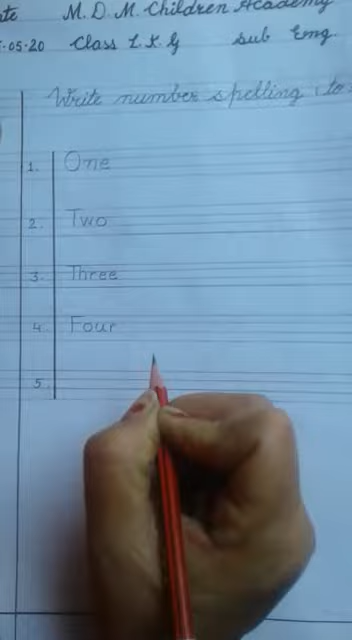 M. D. M. Children Academy
05.20 Class L.K.G Sub Eng.
Write number spelling
1. One
2. Two
3. Three
4. Four
5.